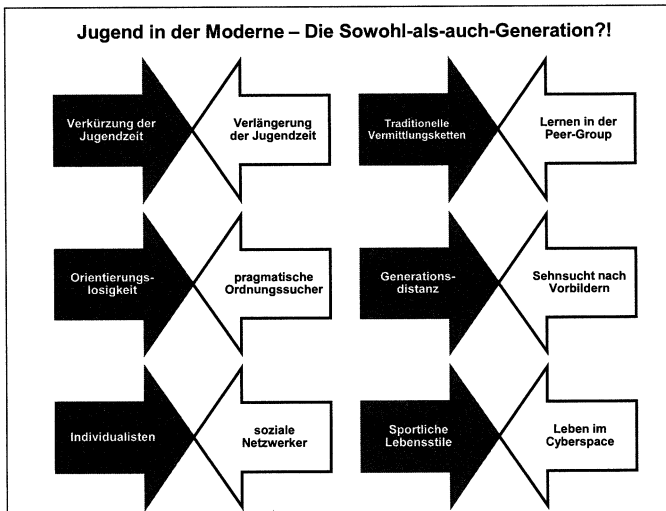 Jugend in der Moderne – Die Sowohl-als-auch-Generation?!
Verkürzung der
Jugendzeit
Verlängerung
der Jugendzeit
Traditionelle
Vermittlungsketten
Lernen in der
Peer-Group
Orientierungs-
losigkeit
pragmatische
Ordnungssucher
Generations-
distanz
Sehnsucht nach
Vorbildern
Individualisten
soziale
Netzwerker
Sportliche
Lebensstile
Leben im
Cyberspace